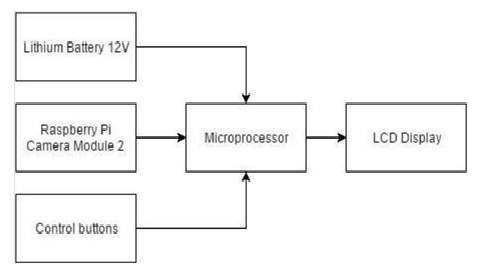 Lithium Battery 12V
Raspberry Pi
Camera Module 2
Microprocessor
LCD Display
Control buttons